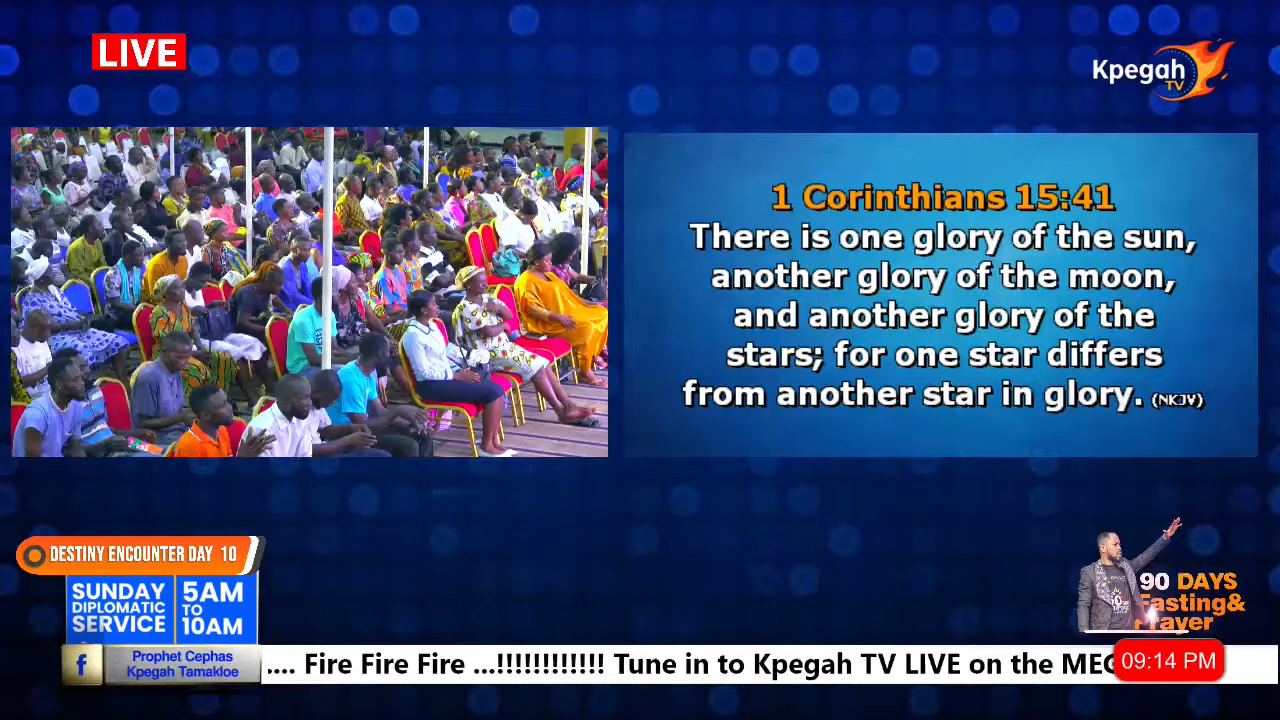 LIVE
Kpegah
TV
1 Corinthians 15:41
There is one glory of the sun,
another glory of the moon,
and another glory of the
stars; for one star differs
from another star in glory. (NKJV)
DESTINY ENCOUNTER DAY 10
SUNDAY
DIPLOMATIC
SERVICE
5AM
TO
10AM
90 DAYS
Fasting&
Prayer
f
Prophet Cephas
Kpegah Tamakloe
.... Fire Fire Fire ...!!!!!!!!!!!! Tune in to Kpegah TV LIVE on the
09:14 PM